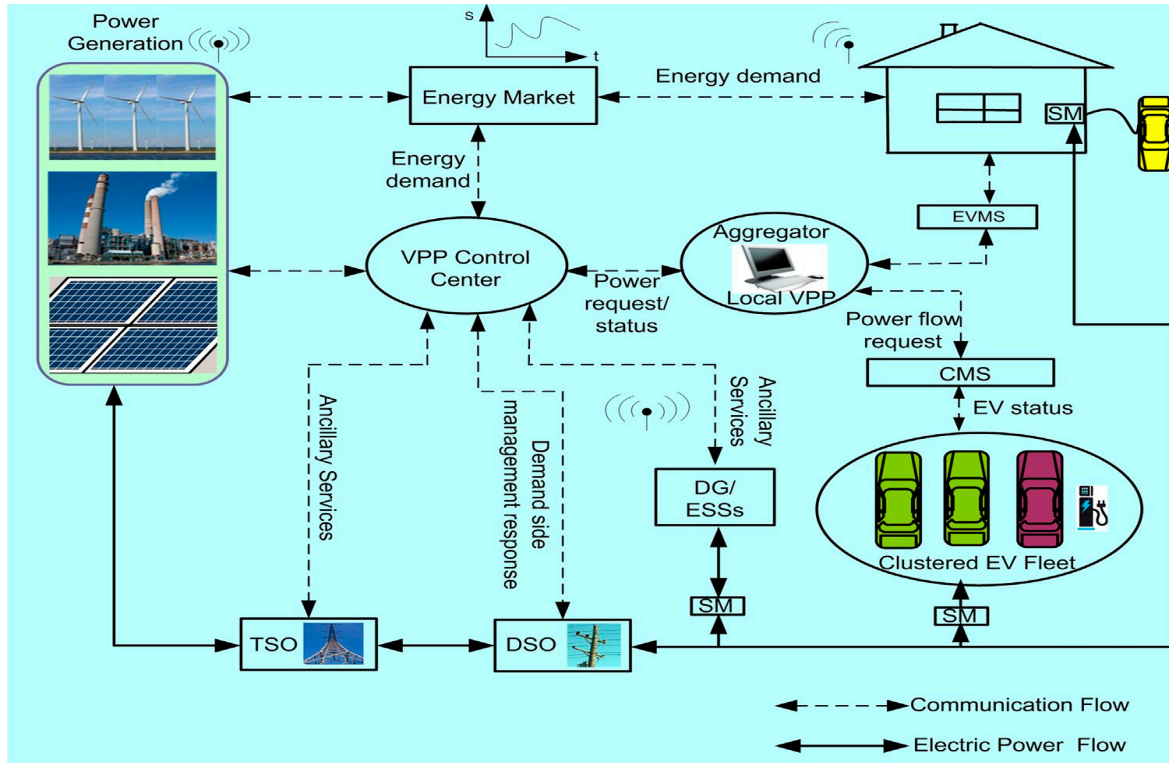 Power
Generation
s
t
Energy Market
Energy demand
SM
Energy
demand
EVMS
VPP Control
Center
Aggregator
Local VPP
Power
request/
status
Power flow
request
CMS
EV status
Ancillary Services
Demand side
management response
Ancillary
Services
DG/
ESSs
Clustered EV Fleet
SM
SM
TSO
DSO
Communication Flow
Electric Power Flow